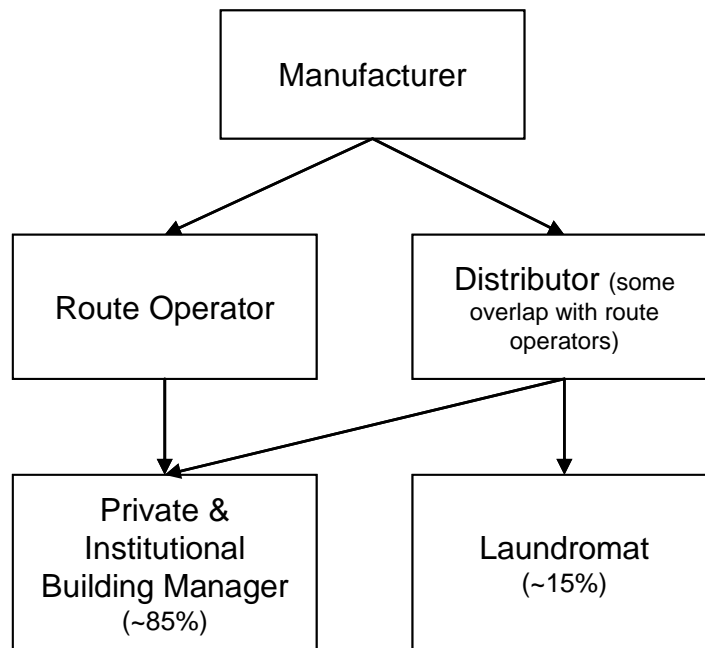 Manufacturer
Route Operator
Distributor (some
overlap with route
operators)
Private &
Institutional
Building Manager
(~85%)
Laundromat
(~15%)